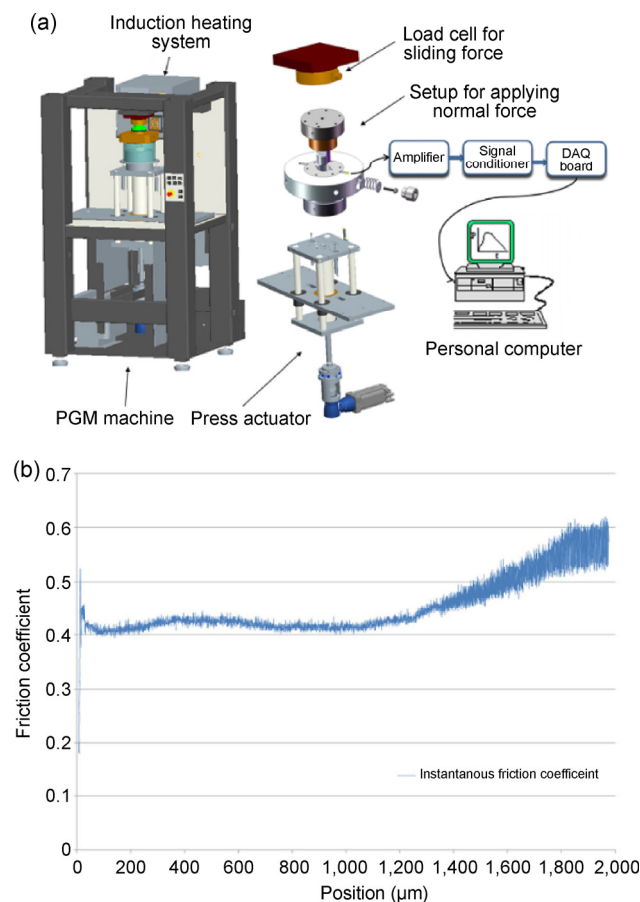 (a)
Induction heating
system
Load cell for
sliding force
Setup for applying
normal force
Amplifier
Signal
conditioner
DAQ
board
Personal computer
PGM machine
Press actuator
(b)
0.7
0.6
0.5
0.4
0.3
0.2
0.1
0
Friction coefficient
Instantanous friction coefficeint
0
200
400
600
800
1,000
1,200
1,400
1,600
1,800
2,000
Position (μm)